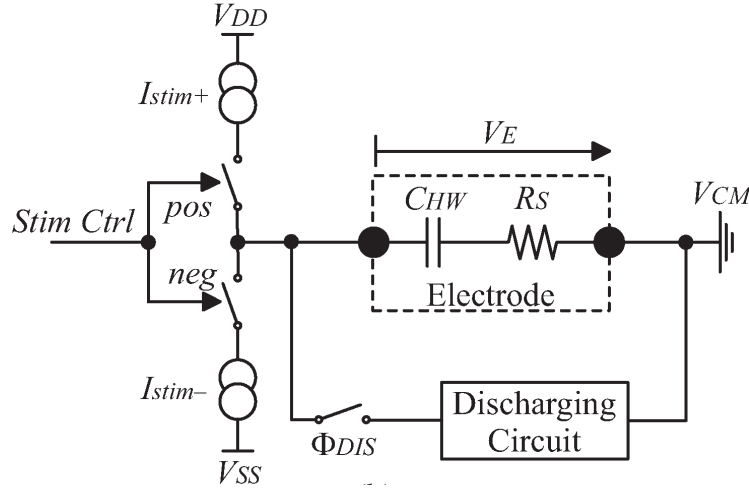 VDD
Istim+
VE
CHW
RS
VCM
Stim Ctrl
pos
neg
Electrode
Istim–
ΦDIS
Discharging
Circuit
VSS